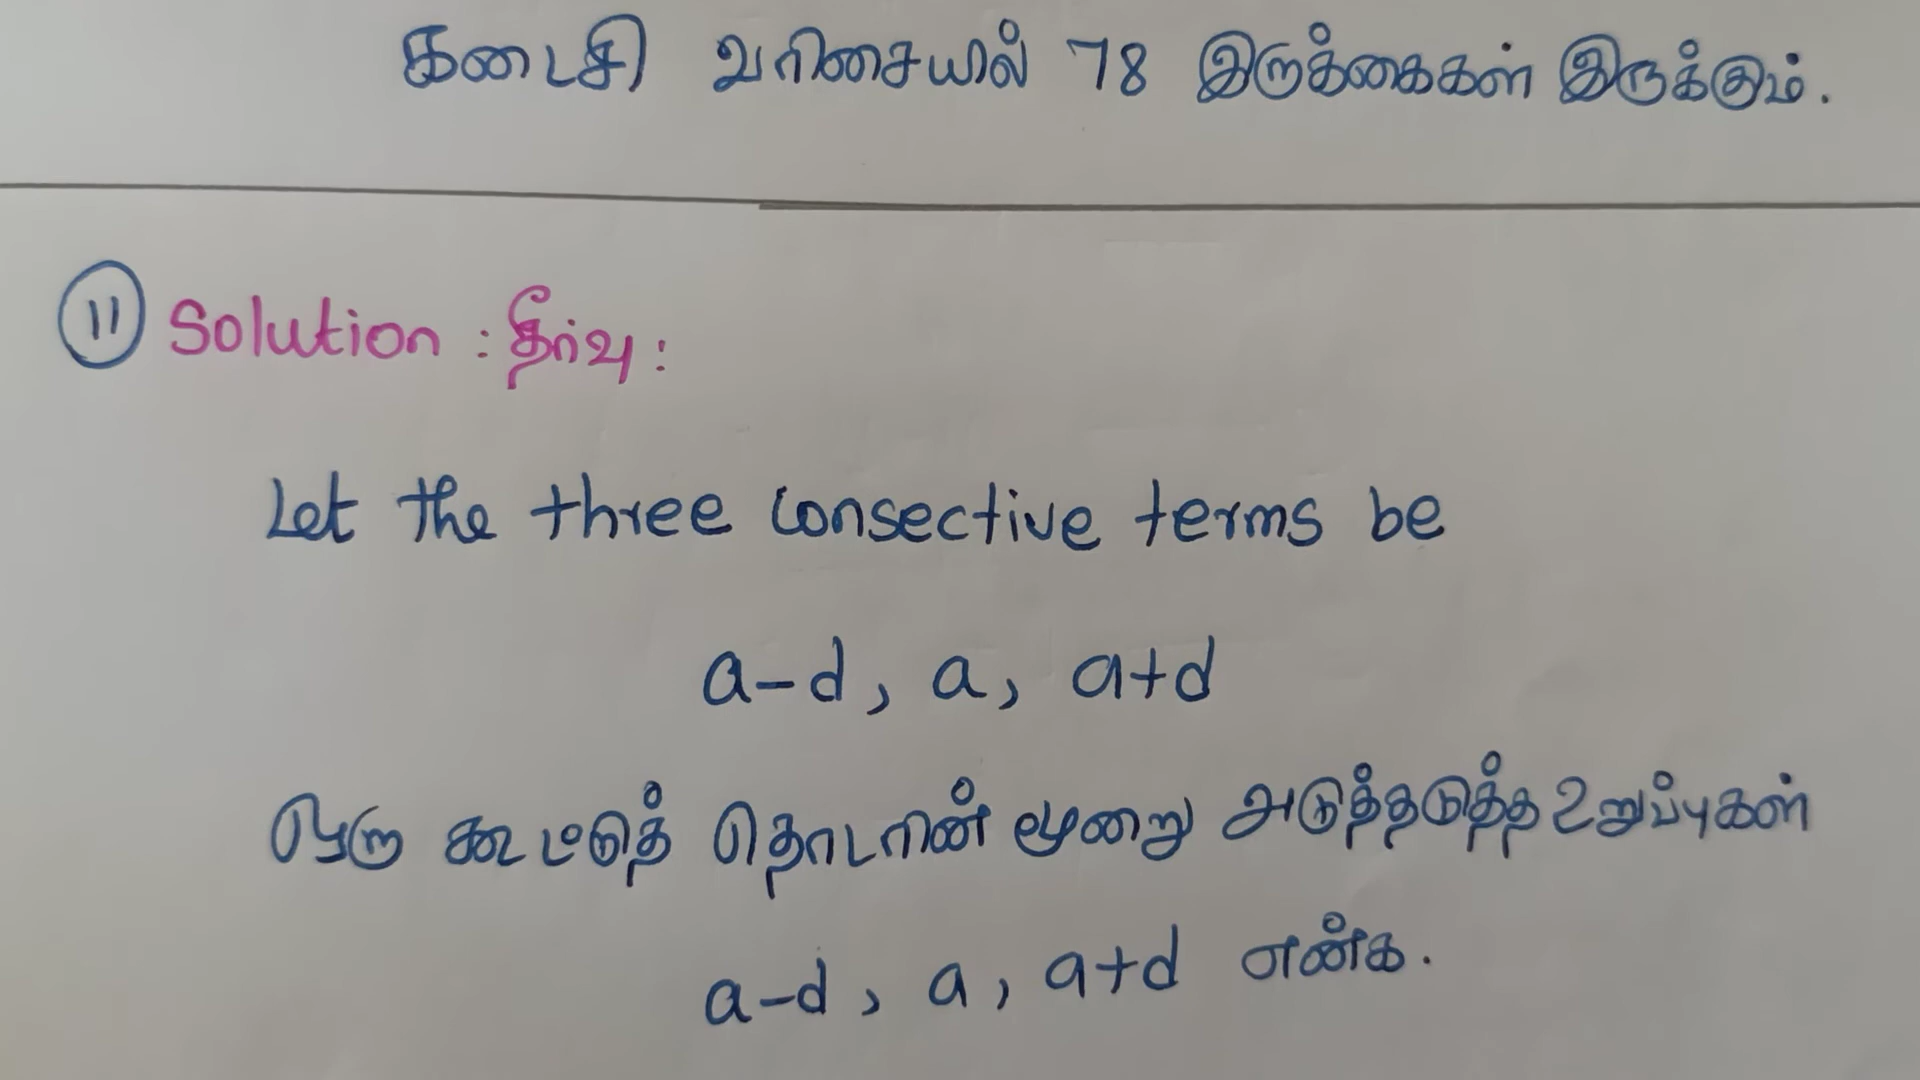 கடைசி வரிசையில் 78 இருக்கைகள் இருக்கும்.
11 Solution : தீர்வு :
Let the three consective terms be
a-d, a, a+d
ஒரு கூட்டுத் தொடரின் மூன்று அடுத்தடுத்த உறுப்புகள்
a-d, a, a+d என்க.